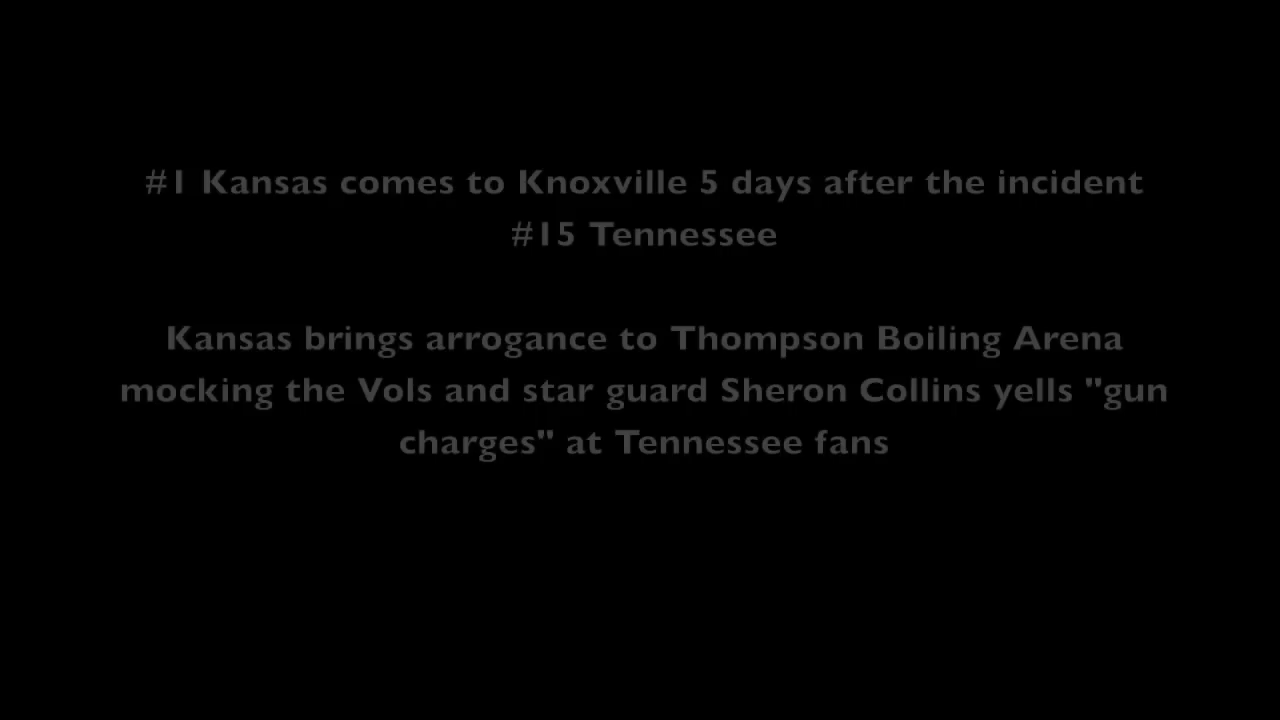 #1 Kansas comes to Knoxville 5 days after the incident
#15 Tennessee
Kansas brings arrogance to Thompson Boiling Arena
mocking the Vols and star guard Sheron Collins yells "gun
charges" at Tennessee fans